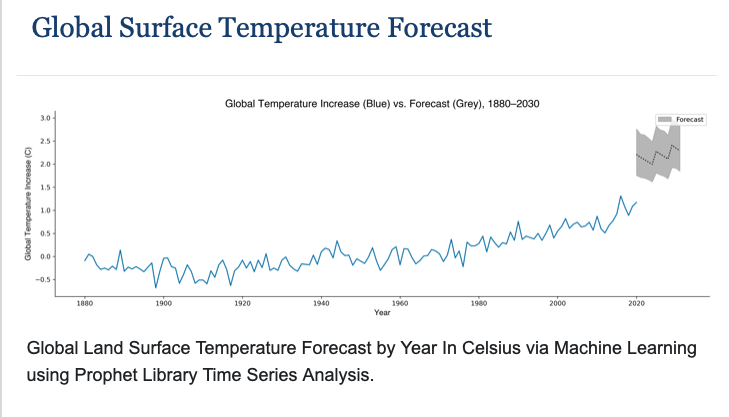 Global Surface Temperature Forecast
Global Temperature Increase (Blue) vs. Forecast (Grey), 1880–2030
Forecast
Global Temperature Increase (C)
3.0
2.5
2.0
1.5
1.0
0.5
0.0
−0.5
1880 1900 1920 1940 1960 1980 2000 2020
Year
Global Land Surface Temperature Forecast by Year In Celsius via Machine Learning
using Prophet Library Time Series Analysis.